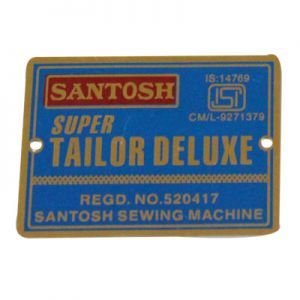 IS:14769
SANTOSH
ISI
CM/L-9271379
SUPER
TAILOR DELUXE
REGD. NO.520417
SANTOSH SEWING MACHINE